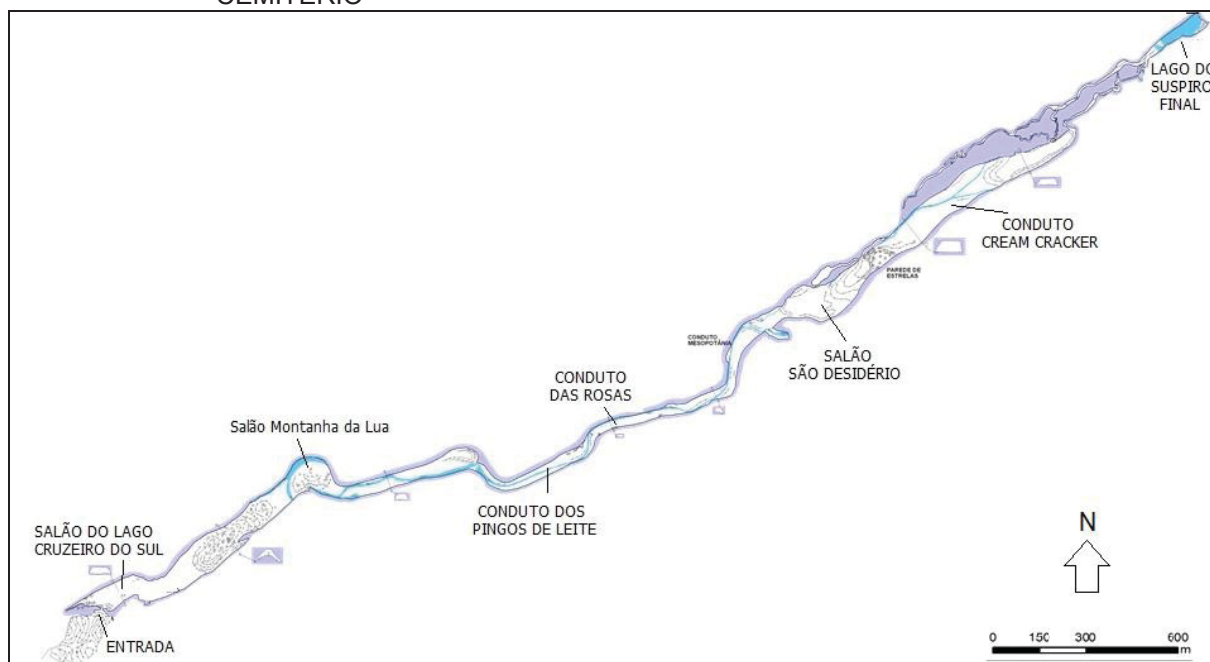 CEMITÉRIO
LAGO DO
SUSPIRO
FINAL
CONDUTO
CREAM CRACKER
PAREDE DE
ESTRELAS
CONDUTO
MESOPOTÂNIA
SALÃO
SÃO DESIDÉRIO
CONDUTO
DAS ROSAS
Salão Montanha da Lua
CONDUTO DOS
PINGOS DE LEITE
SALÃO DO LAGO
CRUZEIRO DO SUL
ENTRADA
N
0 150 300 600
m